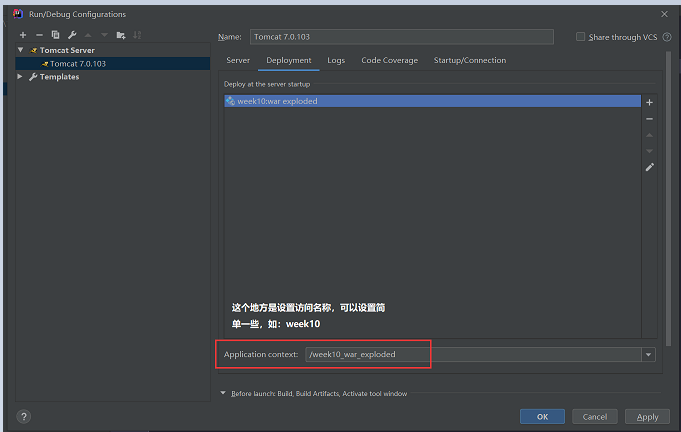 Run/Debug Configurations
Tomcat Server
Tomcat 7.0.103
Templates
Name: Tomcat 7.0.103
Share through VCS
Server Deployment Logs Code Coverage Startup/Connection
Deploy at the server startup
week10:war exploded
这个地方是设置访问名称，可以设置简
单一些，如：week10
Application context: /week10_war_exploded
Before launch: Build, Build Artifacts, Activate tool window
OK Cancel Apply